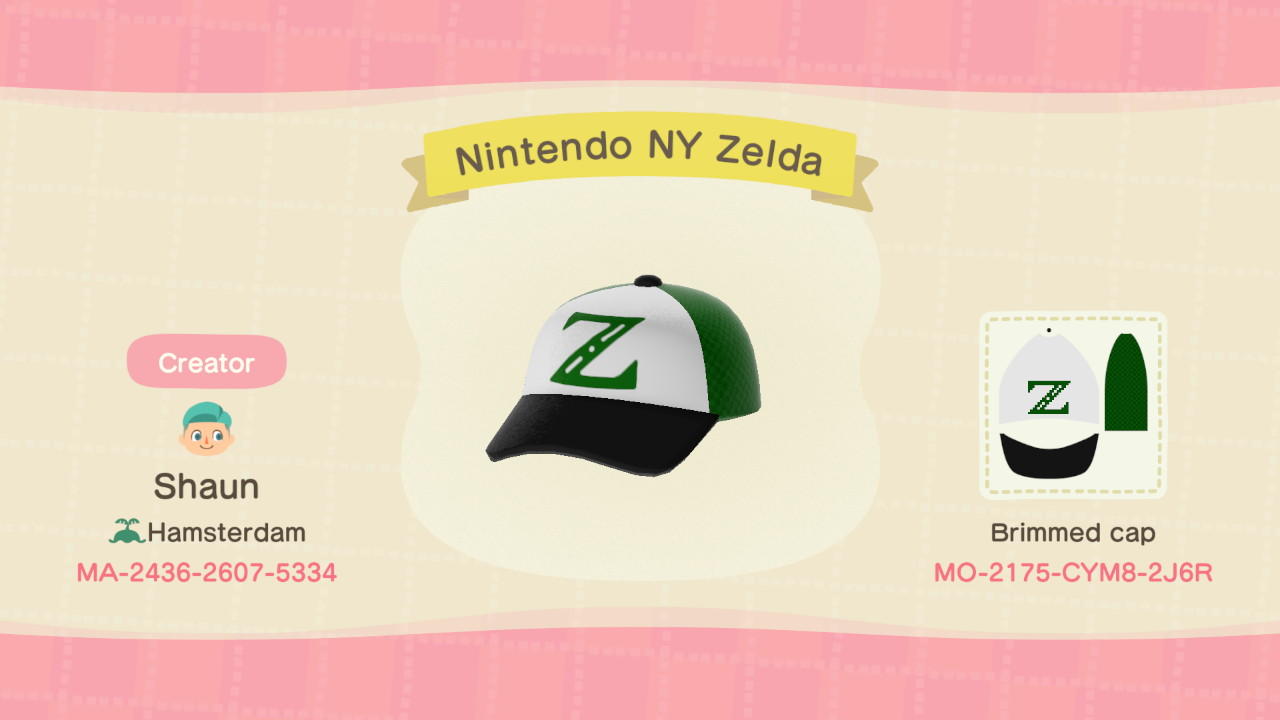 Nintendo NY Zelda
Z
Creator
Shaun
Hamsterdam
MA-2436-2607-5334
Z
Brimmed cap
MO-2175-CYM8-2J6R